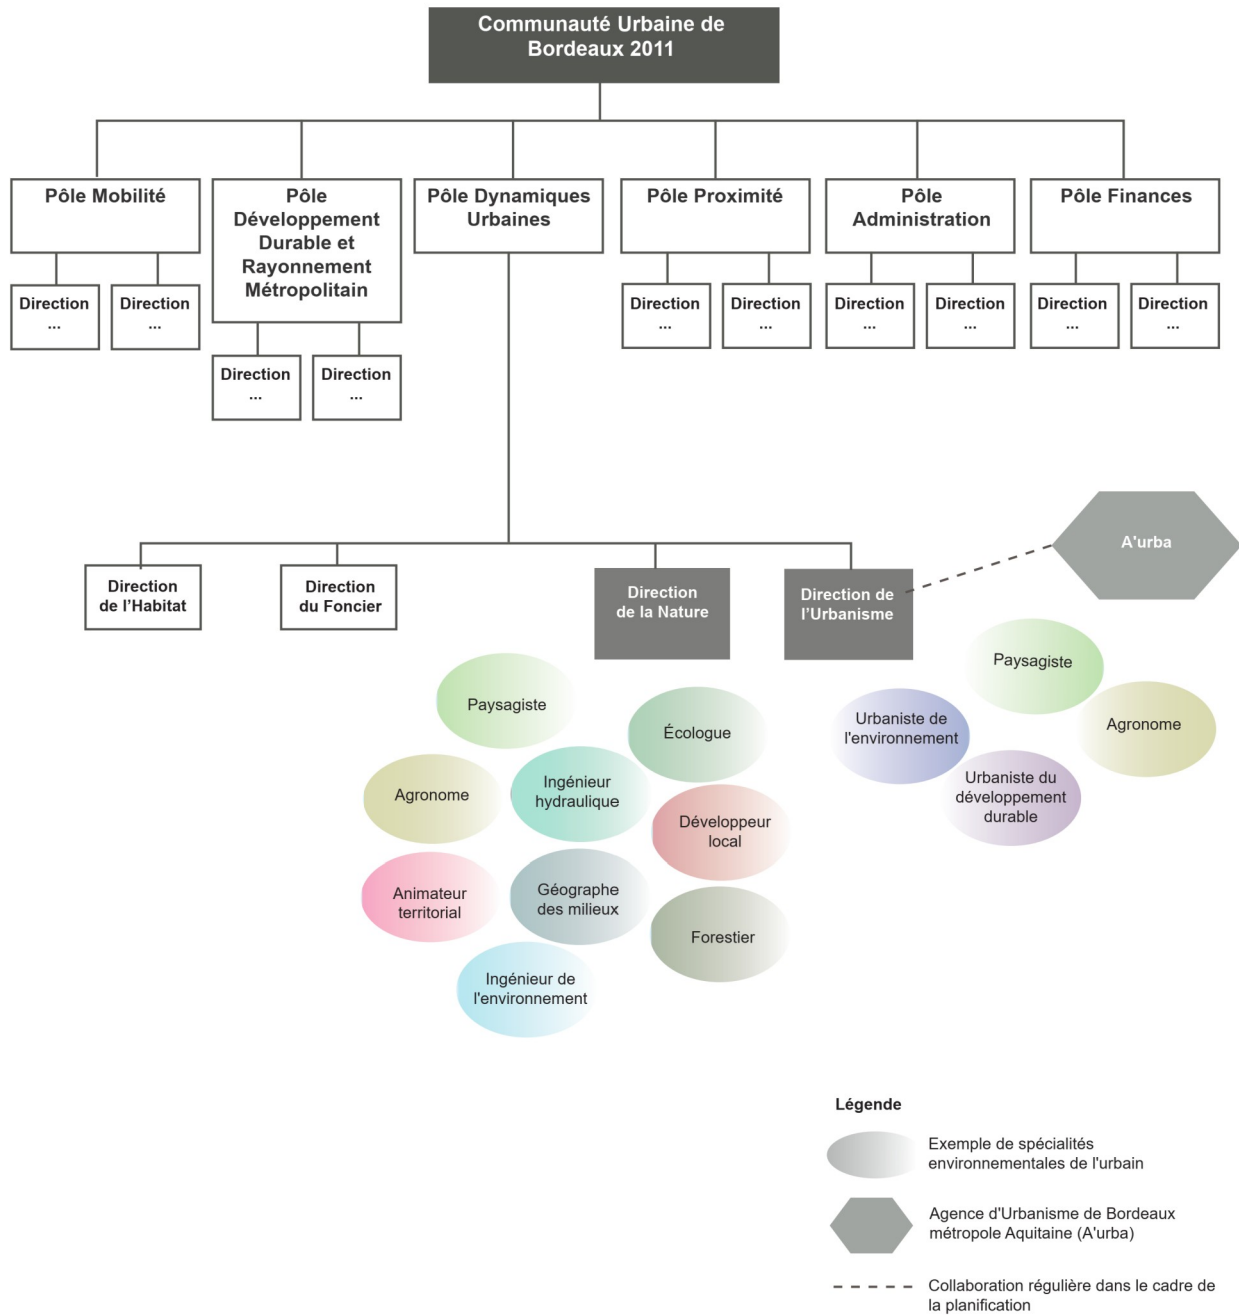 Communauté Urbaine de
Bordeaux 2011
Pôle Mobilité
Pôle
Développement
Durable et
Rayonnement
Métropolitain
Pôle Dynamiques
Urbaines
Pôle Proximité
Pôle
Administration
Pôle Finances
Direction
...
Direction
...
Direction
...
Direction
...
Direction
...
Direction
...
Direction
...
Direction
...
Direction
...
Direction
...
A'urba
Direction
de l'Habitat
Direction
du Foncier
Direction
de la Nature
Direction de
l'Urbanisme
Paysagiste
Écologue
Agronome
Ingénieur
hydraulique
Développeur
local
Animateur
territorial
Géographe
des milieux
Forestier
Ingénieur de
l'environnement
Paysagiste
Urbaniste de
l'environnement
Agronome
Urbaniste du
développement
durable
Légende
Exemple de spécialités
environnementales de l'urbain
Agence d'Urbanisme de Bordeaux
métropole Aquitaine (A'urba)
Collaboration régulière dans le cadre de
la planification